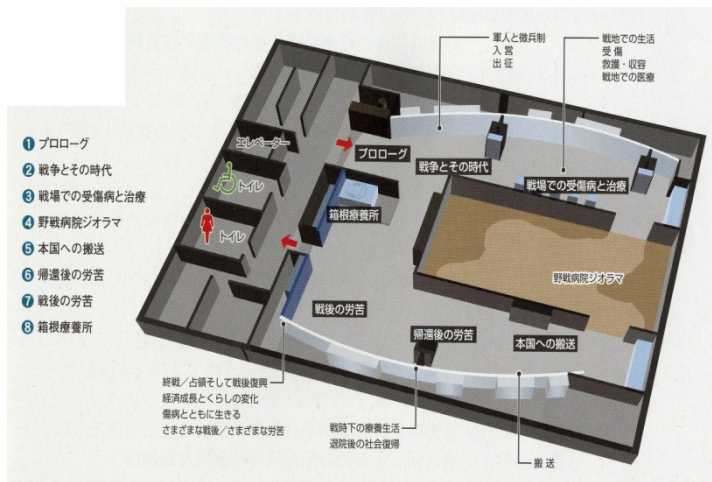 軍人と徴兵制
入営
出征
戦地での生活
受傷
救護・収容
戦地での医療
❶ プロローグ
❷ 戦争とその時代
❸ 戦場での受傷病と治療
❹ 野戦病院ジオラマ
❺ 本国への搬送
❻ 帰還後の労苦
❼ 戦後の労苦
❽ 箱根療養所
エレベーター
トイレ
トイレ
プロローグ
戦争とその時代
戦場での受傷病と治療
箱根療養所
野戦病院ジオラマ
戦後の労苦
帰還後の労苦
本国への搬送
終戦／占領そして戦後復興
経済成長とくらしの変化
傷病とともに生きる
さまざまな戦後／さまざまな労苦
戦時下の療養生活
退院後の社会復帰
搬送